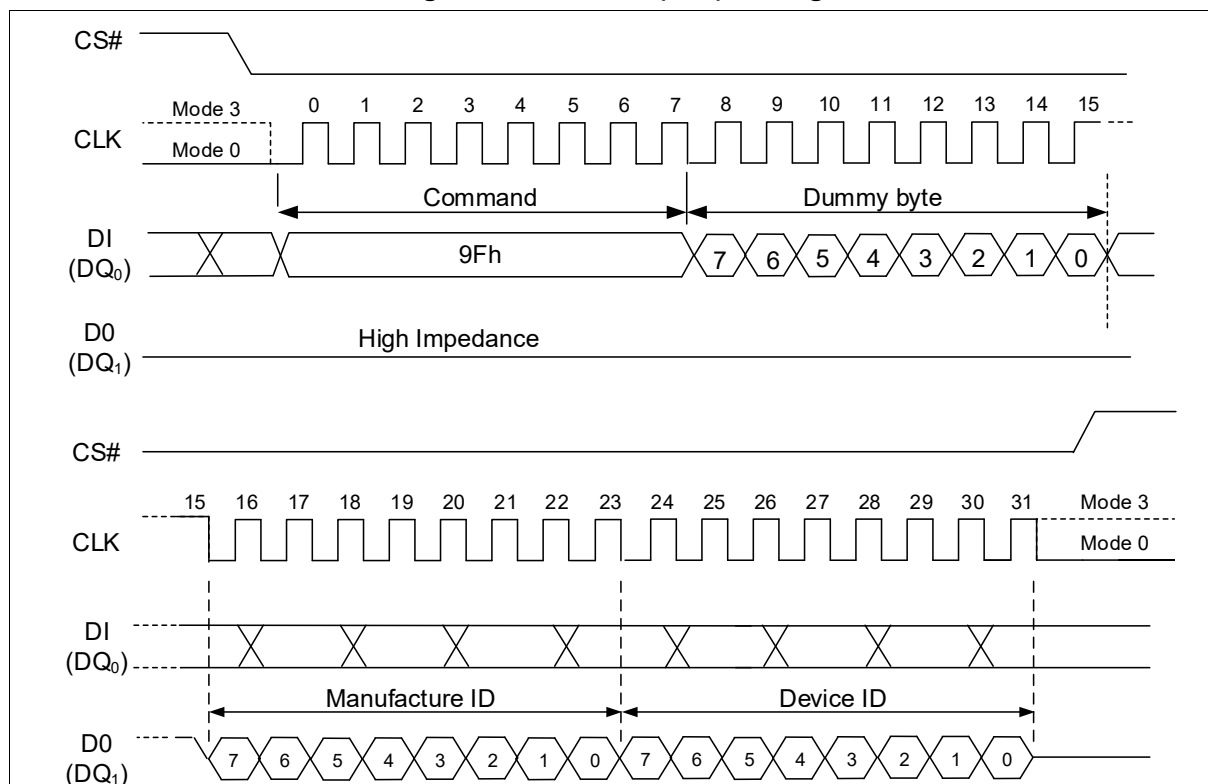 CS#
0 1 2 3 4 5 6 7 8 9 10 11 12 13 14 15
Mode 3
CLK
Mode 0
Command Dummy byte
DI
(DQ0)
9Fh 7 6 5 4 3 2 1 0
D0
(DQ1)
High Impedance
CS#
15 16 17 18 19 20 21 22 23 24 25 26 27 28 29 30 31 Mode 3
CLK
Mode 0
DI
(DQ0)
Manufacture ID Device ID
D0
(DQ1)
7 6 5 4 3 2 1 0 7 6 5 4 3 2 1 0